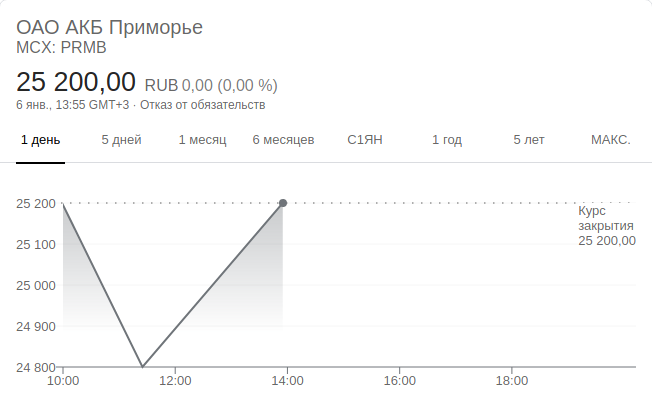 ОАО АКБ Приморье
MCX: PRMB
25 200,00 RUB 0,00 (0,00 %)
6 янв., 13:55 GMT+3 · Отказ от обязательств
1 день 5 дней 1 месяц 6 месяцев С1ЯН 1 год 5 лет МАКС.
25 200
Курс
закрытия
25 200,00
25 100
25 000
24 900
24 800
10:00 12:00 14:00 16:00 18:00